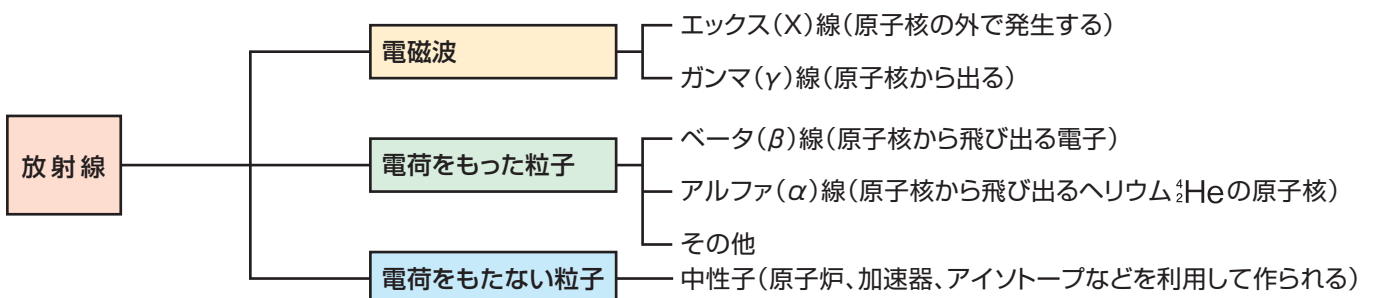 放射線
電磁波
エックス(X)線(原子核の外で発生する)
ガンマ(γ)線(原子核から出る)
電荷をもった粒子
ベータ(β)線(原子核から飛び出る電子)
アルファ(α)線(原子核から飛び出るヘリウム⁴₂Heの原子核)
その他
電荷をもたない粒子
中性子(原子炉、加速器、アイソトープなどを利用して作られる)